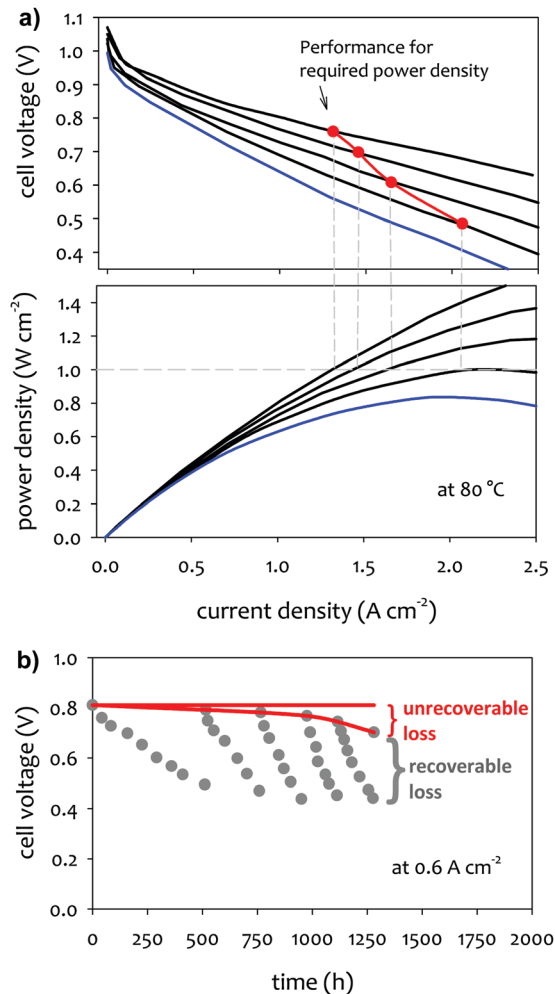 a)
1.1
1.0
0.9
0.8
0.7
0.6
0.5
0.4
cell voltage (V)
Performance for
required power density
1.4
1.2
1.0
0.8
0.6
0.4
0.2
0.0
power density (W cm⁻²)
at 80 °C
0.0 0.5 1.0 1.5 2.0 2.5
current density (A cm⁻²)
b)
1.0
0.8
0.6
0.4
0.2
0.0
cell voltage (V)
unrecoverable
loss
recoverable
loss
at 0.6 A cm⁻²
0 250 500 750 1000 1250 1500 1750 2000
time (h)